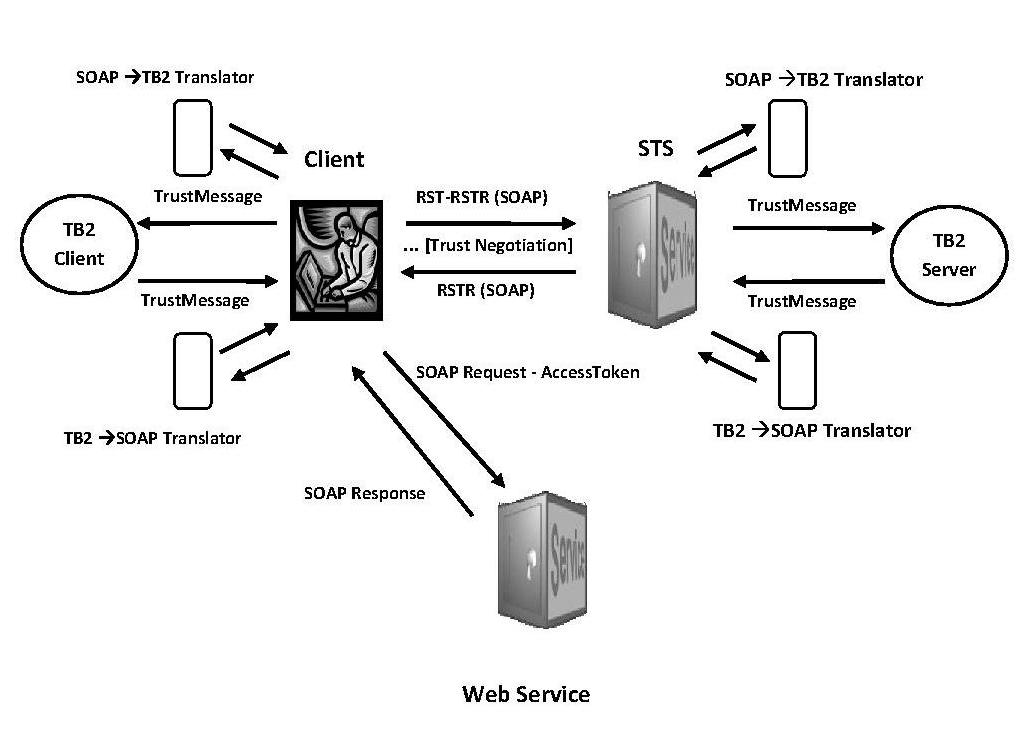 SOAP →TB2 Translator
SOAP →TB2 Translator
Client
STS
TrustMessage
RST-RSTR (SOAP)
TrustMessage
TB2
Client
... [Trust Negotiation]
Service
TB2
Server
TrustMessage
RSTR (SOAP)
TrustMessage
SOAP Request - AccessToken
TB2 →SOAP Translator
TB2 →SOAP Translator
SOAP Response
Service
Web Service